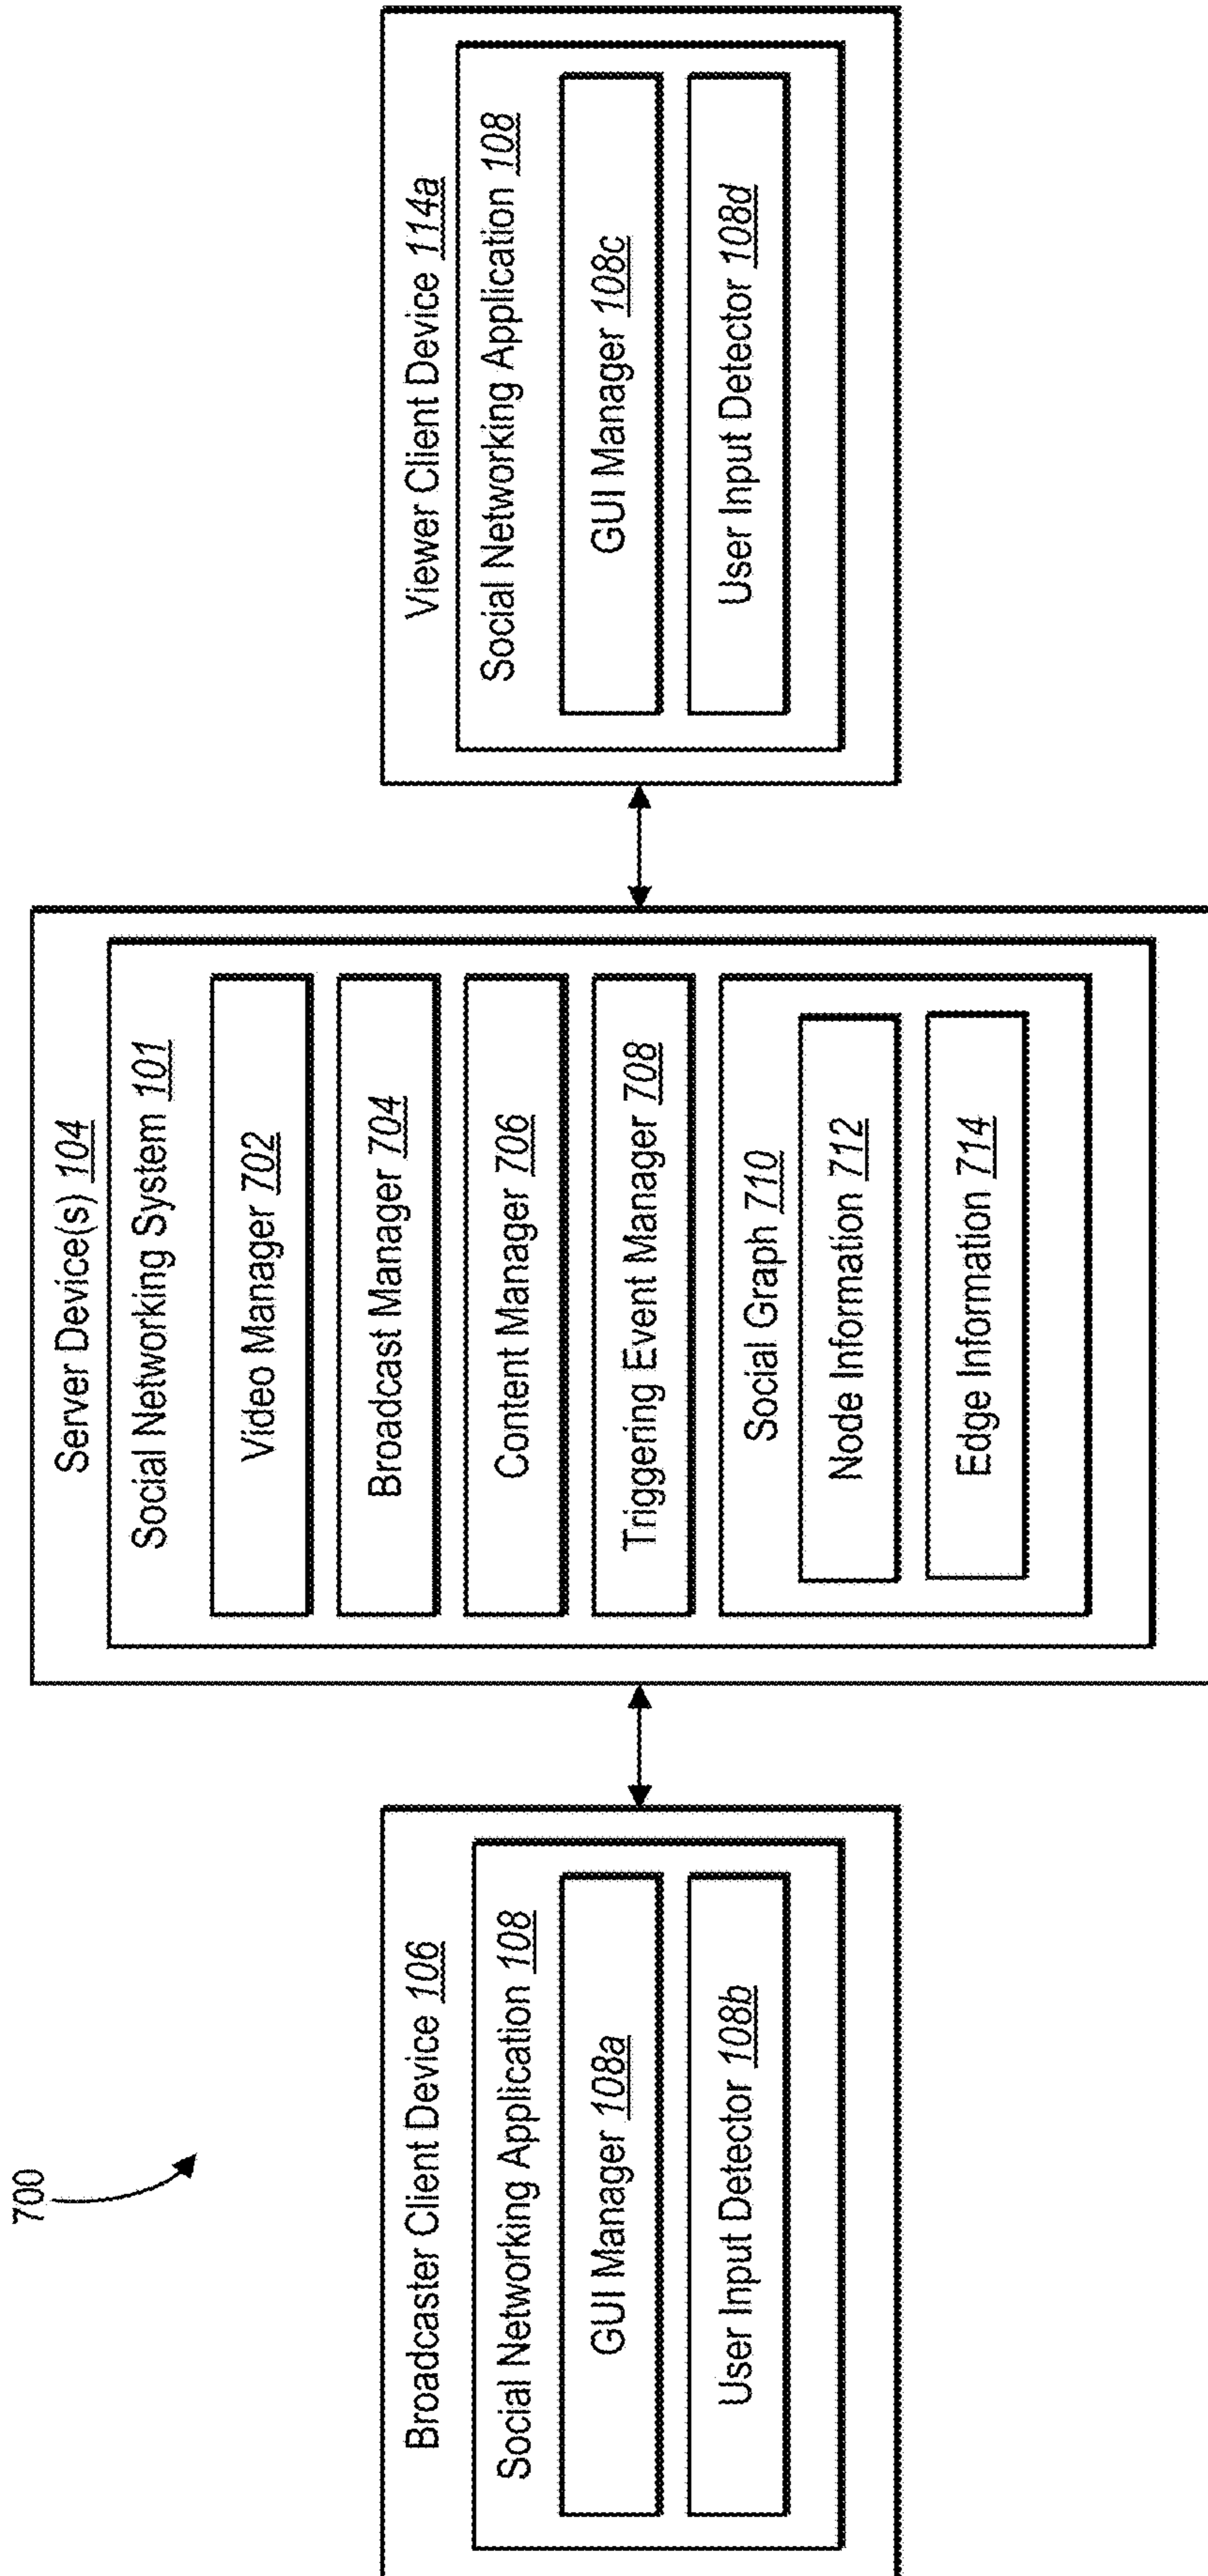 700
Broadcaster Client Device 106
Social Networking Application 108
GUI Manager 108a
User Input Detector 108b
Server Device(s) 104
Social Networking System 101
Video Manager 702
Broadcast Manager 704
Content Manager 706
Triggering Event Manager 708
Social Graph 710
Node Information 712
Edge Information 714
Viewer Client Device 114a
Social Networking Application 108
GUI Manager 108c
User Input Detector 108d